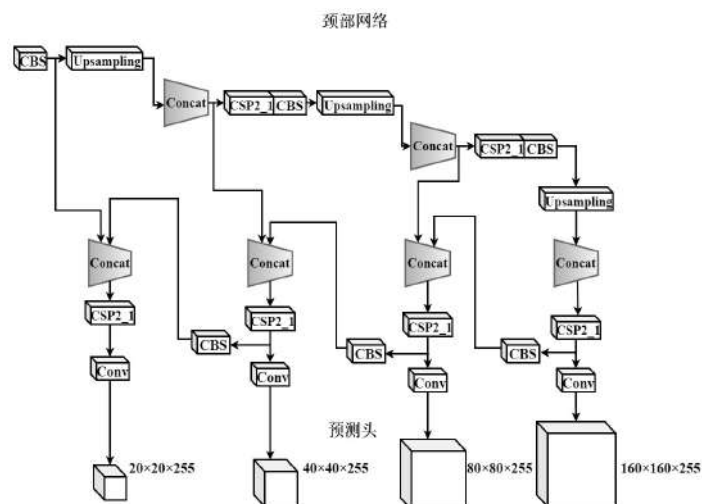 颈部网络
CBS
Upsampling
Concat
CSP2_1
CBS
Upsampling
Concat
CSP2_1
CBS
Upsampling
Concat
Concat
Concat
Concat
CSP2_1
CSP2_1
CSP2_1
CSP2_1
CBS
CBS
CBS
Conv
Conv
Conv
Conv
预测头
20×20×255
40×40×255
80×80×255
160×160×255